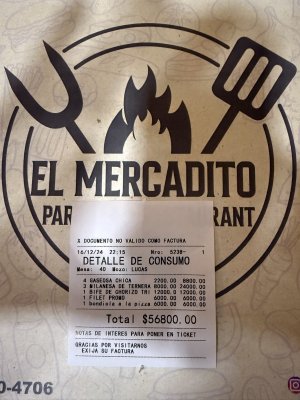 EL MERCADITO
PAR RANT
X DOCUMENTO NO VALIDO COMO FACTURA
16/12/24 22:15 Nro: 5238- 1
DETALLE DE CONSUMO
Mesa: 40 Mozo: LUCAS
4 GASEOSA CHICA 2200.00 8800.00
3 MILANESA DE TERNERA 8000.00 24000.00
1 BIFE DE CHORIZO TRI 12000.0 12000.00
1 FILET PROMO 6000.00 6000.00
1 bondiola a la pizza 6000.00 6000.00
Total $56800.00
NOTAS DE INTERES PARA PONER EN TICKET
GRACIAS POR VISITARNOS
EXIJA SU FACTURA
0-4706